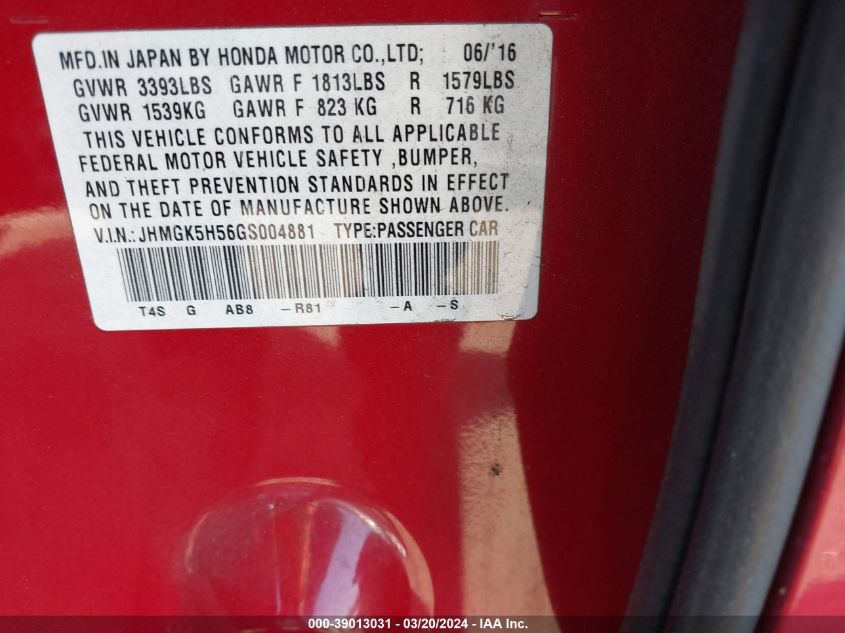 MFD.IN JAPAN BY HONDA MOTOR CO.,LTD; 06/'16
GVWR 3393LBS GAWR F 1813LBS R 1579LBS
GVWR 1539KG GAWR F 823 KG R 716 KG
THIS VEHICLE CONFORMS TO ALL APPLICABLE
FEDERAL MOTOR VEHICLE SAFETY ,BUMPER,
AND THEFT PREVENTION STANDARDS IN EFFECT
ON THE DATE OF MANUFACTURE SHOWN ABOVE.
V.I.N.:JHMGK5H56GS004881 TYPE:PASSENGER CAR
T4S G AB8 -R81 -A -S
000-39013031 - 03/20/2024 - IAA Inc.